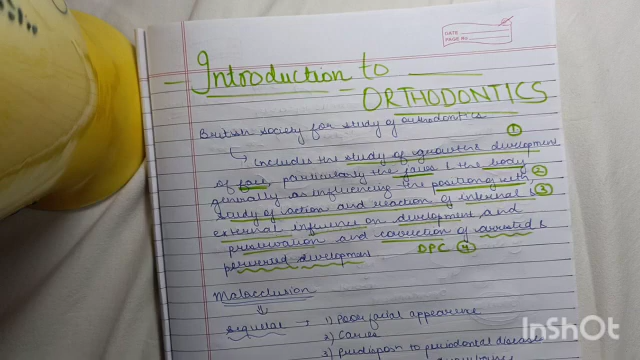 DATE
PAGE No.
Introduction to
ORTHODONTICS
British Society for study of orthodontics
↳ Includes the study of growth & development ①
of face, particularly the face & the body
generally as influencing the position of teeth, ②
study of action and reaction of internal & ③
external influence on development and
preservation and correction of arrested &
perverted development DPC ④
Malocclusion
sequelae → 1) Poor facial appearance
2) Caries
3) Predispos to periodontal disease
InShOt